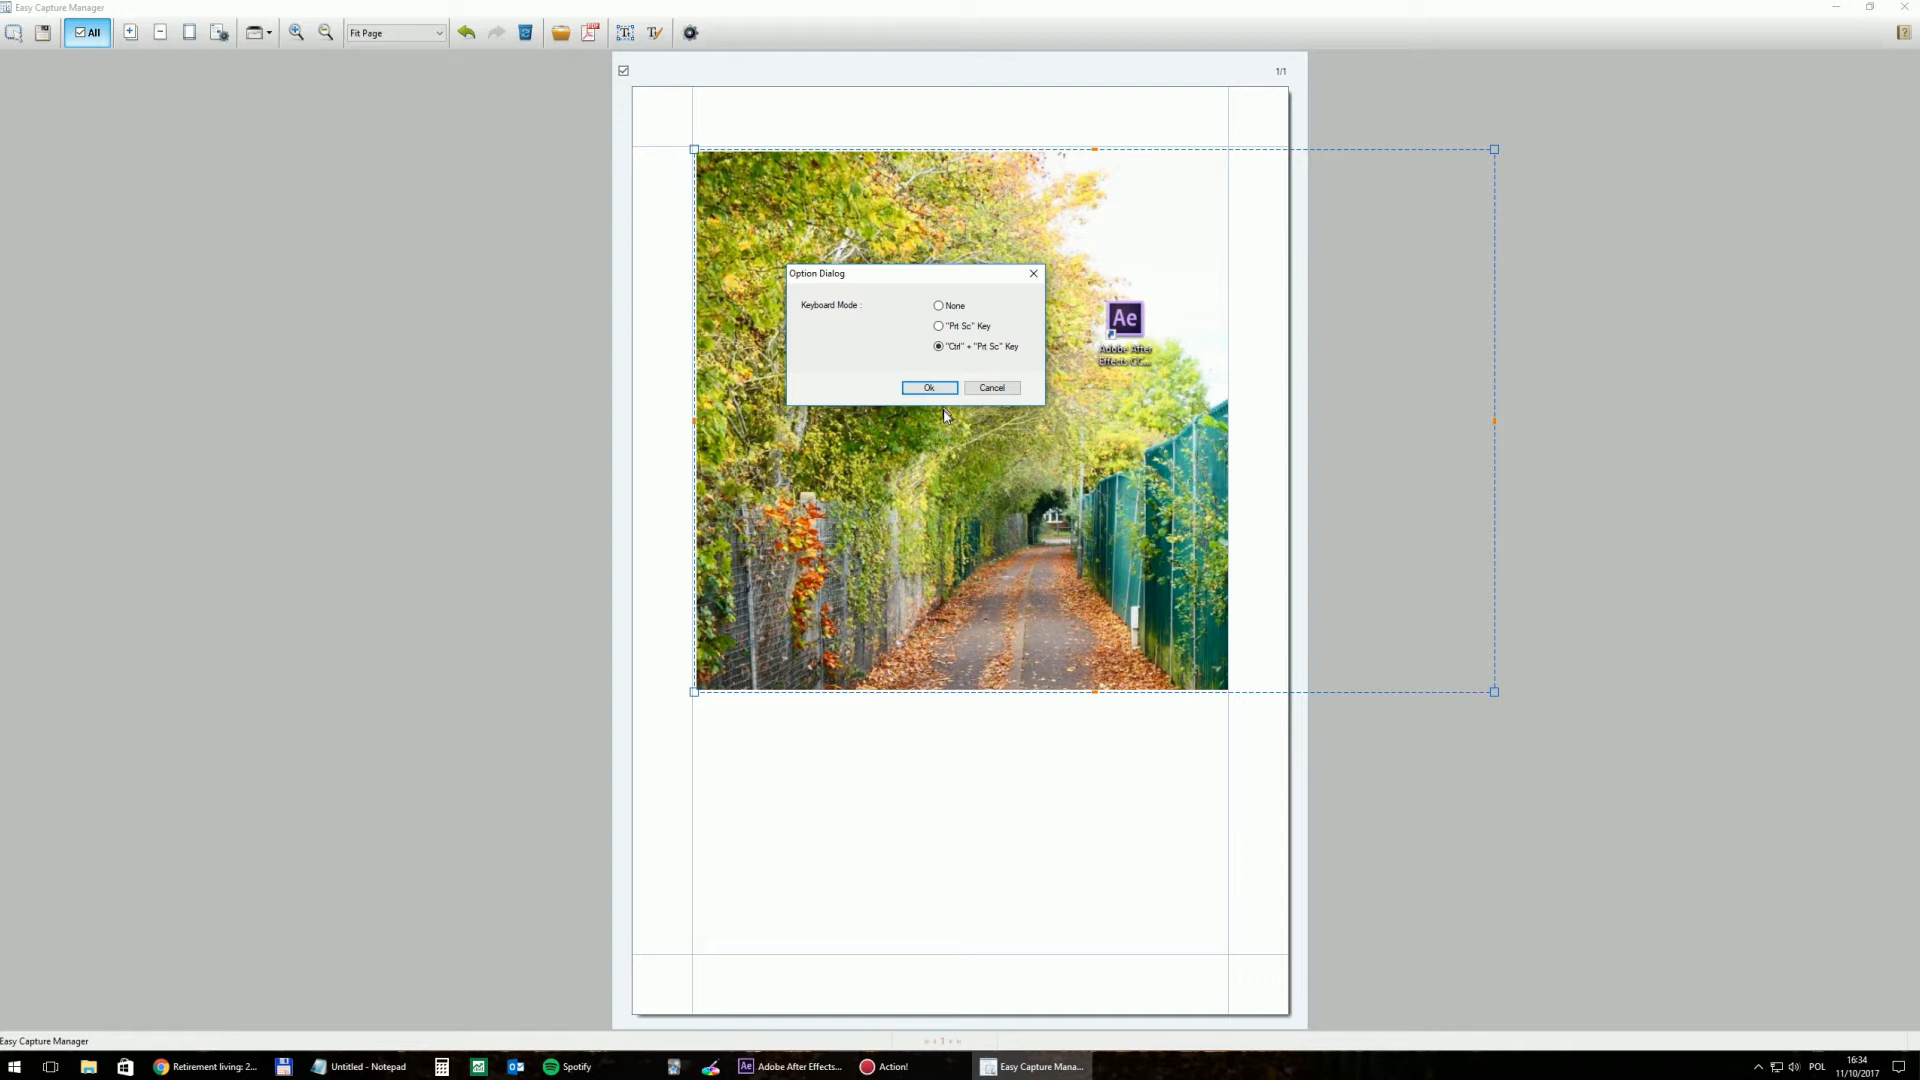 Easy Capture Manager
All
Fit Page
1/1
Option Dialog
Keyboard Mode :
None
"Prt Sc" Key
"Ctrl" + "Prt Sc" Key
Ok
Cancel
Ae
Adobe After
Effects CC...
Easy Capture Manager
1
Retirement living: 2...
Untitled - Notepad
Spotify
Ae
Adobe After Effects...
Action!
Easy Capture Mana...
POL
16:34
11/10/2017